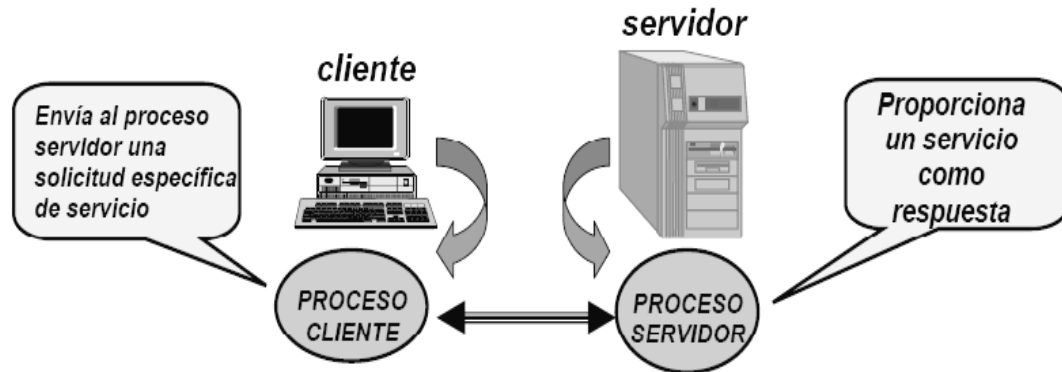 servidor
cliente
Envía al proceso
servidor una
solicitud específica
de servicio
Proporciona
un servicio
como
respuesta
PROCESO
CLIENTE
PROCESO
SERVIDOR